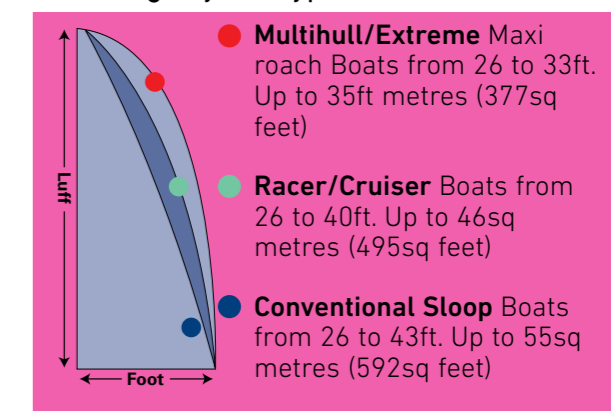 Multihull/Extreme Maxi
roach Boats from 26 to 33ft.
Up to 35ft metres (377sq
feet)
Racer/Cruiser Boats from
26 to 40ft. Up to 46sq
metres (495sq feet)
Conventional Sloop Boats
from 26 to 43ft. Up to 55sq
metres (592sq feet)
Luff
Foot